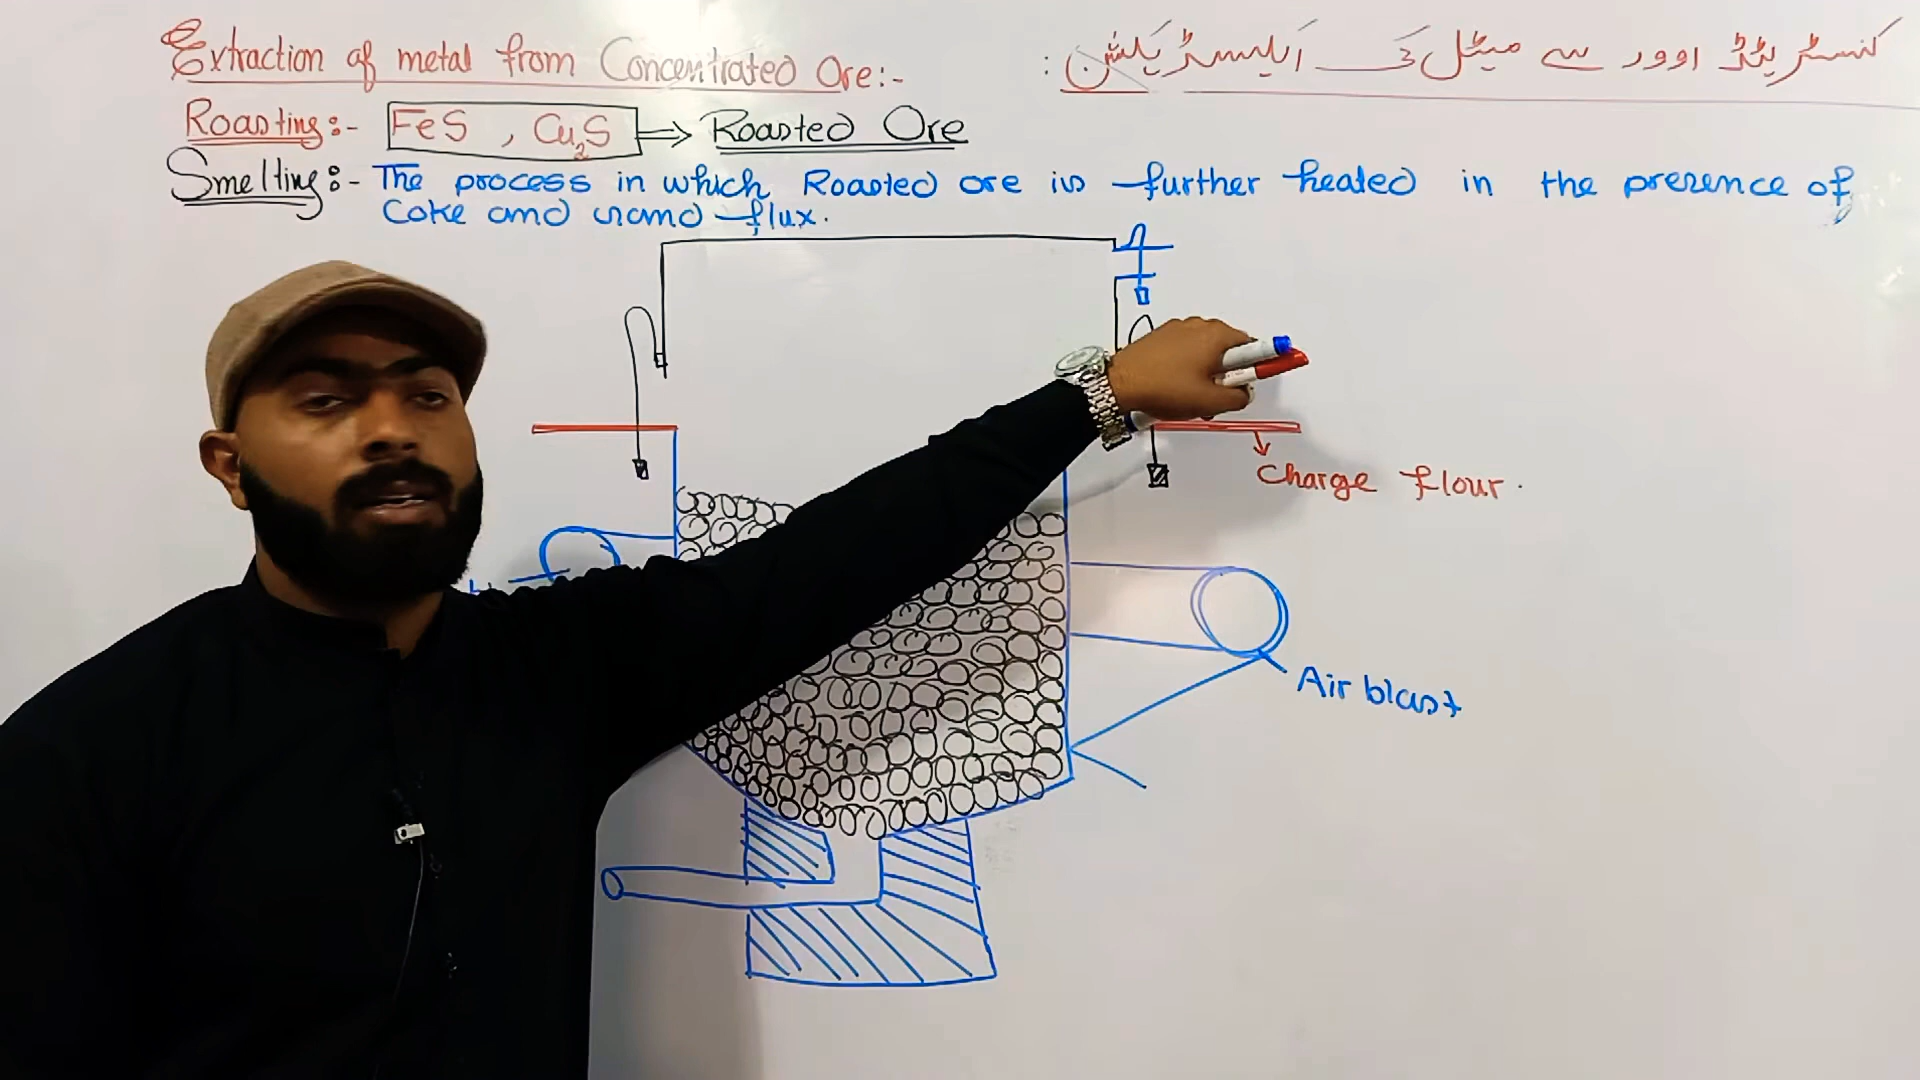 Extraction of metal from Concentrated Ore:-
کنسٹریٹڈ اوور سے میٹل کی ایکسٹریکشن :
Roasting:- FeS , Cu₂S ⇒ Roasted Ore
Smelting:- The process in which Roasted ore is further heated in the presence of
Coke and sand flux.
Charge flour.
Air blast